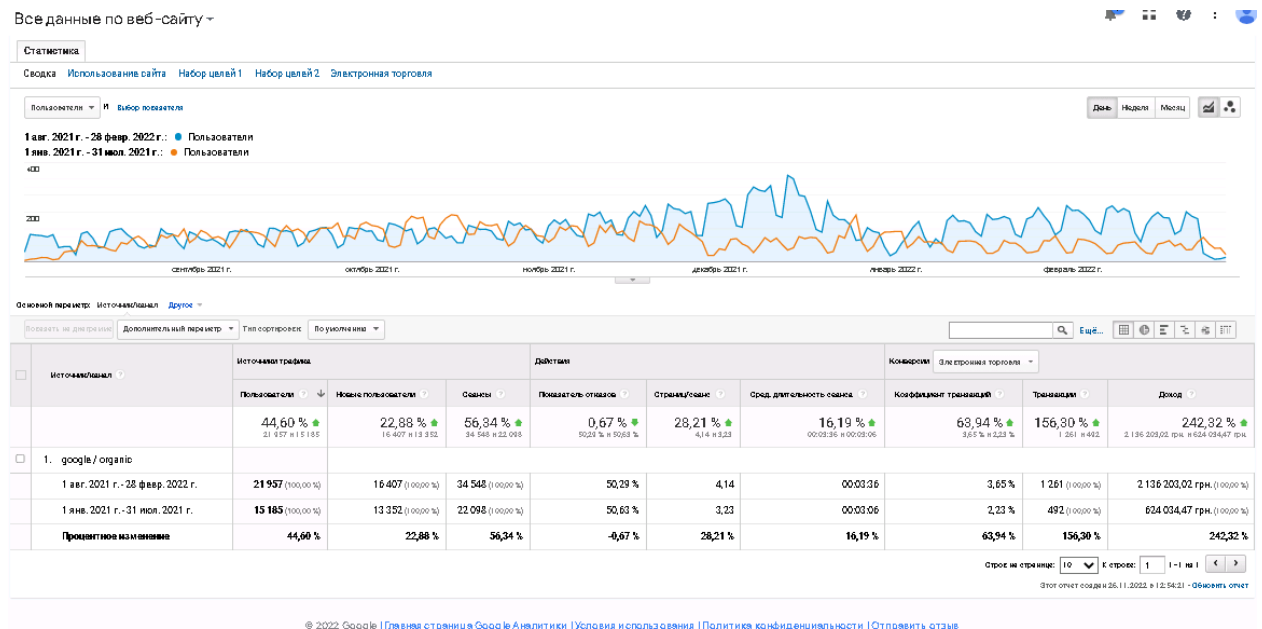 Все данные по веб-сайту
Статистика
Сводка Использование сайта Набор целей 1 Набор целей 2 Электронная торговля
Пользователи И Выбор показателя День Неделя Месяц
1 авг. 2021 г. - 28 февр. 2022 г.: Пользователи
1 янв. 2021 г. - 31 июл. 2021 г.: Пользователи
400
200
сентябрь 2021 г. октябрь 2021 г. ноябрь 2021 г. декабрь 2021 г. январь 2022 г. февраль 2022 г.
Основной параметр: Источник/канал Другое
Показать на диаграмме Дополнительный параметр Тип сортировки: По умолчанию Ещё...
Источник/канал ? Источники трафика Действия Конверсии Электронная торговля
Пользователи ? Новые пользователи ? Сеансы ? Показатель отказов ? Страниц/сеанс ? Сред. длительность сеанса ? Коэффициент транзакций ? Транзакции ? Доход ?
44,60 % 22,88 % 56,34 % 0,67 % 28,21 % 16,19 % 63,94 % 156,30 % 242,32 %
21 957 и 15 185 16 407 и 13 352 34 548 и 22 098 50,29 % и 50,63 % 4,14 и 3,23 00:03:36 и 00:03:06 3,65 % и 2,23 % 1 261 и 492 2 136 203,02 грн. и 624 034,47 грн.
1. google / organic
1 авг. 2021 г. - 28 февр. 2022 г. 21 957 (100,00 %) 16 407 (100,00 %) 34 548 (100,00 %) 50,29 % 4,14 00:03:36 3,65 % 1 261 (100,00 %) 2 136 203,02 грн. (100,00 %)
1 янв. 2021 г. - 31 июл. 2021 г. 15 185 (100,00 %) 13 352 (100,00 %) 22 098 (100,00 %) 50,63 % 3,23 00:03:06 2,23 % 492 (100,00 %) 624 034,47 грн. (100,00 %)
Процентное изменение 44,60 % 22,88 % 56,34 % -0,67 % 28,21 % 16,19 % 63,94 % 156,30 % 242,32 %
Строк на странице: 10 К строке: 1 1 - 1 из 1
Этот отчет создан 26.11.2022 в 12:54:21 - Обновить отчет
© 2022 Google | Главная страница Google Аналитики | Условия использования | Политика конфиденциальности | Отправить отзыв